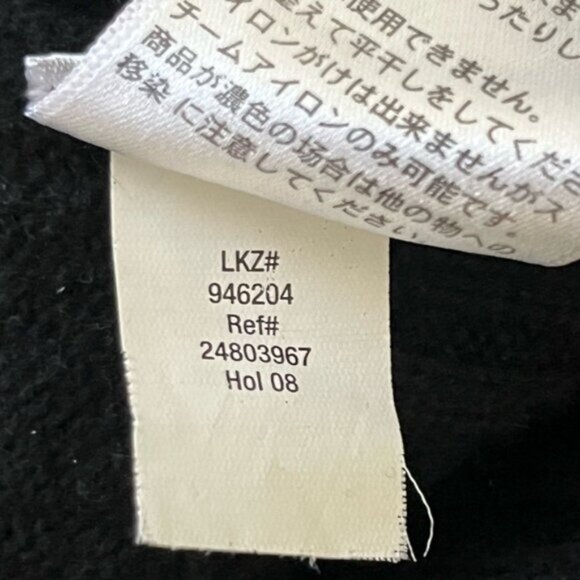 使用できません。
整えて平干しをしてくださ
イロンがけは出来ませんがス
チームアイロンのみ可能です。
商品が濃色の場合は他の物への
移染に注意してください。
LKZ#
946204
Ref#
24803967
Hol 08